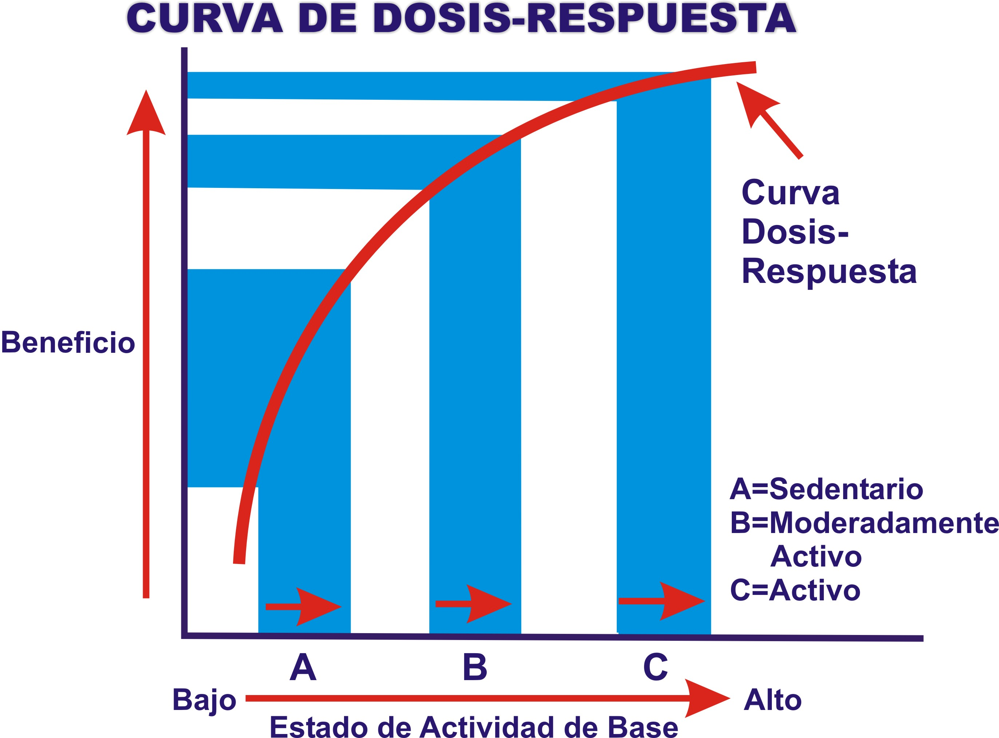 CURVA DE DOSIS-RESPUESTA
Curva
Dosis-
Respuesta
Beneficio
A=Sedentario
B=Moderadamente
Activo
C=Activo
A B C
Bajo Alto
Estado de Actividad de Base